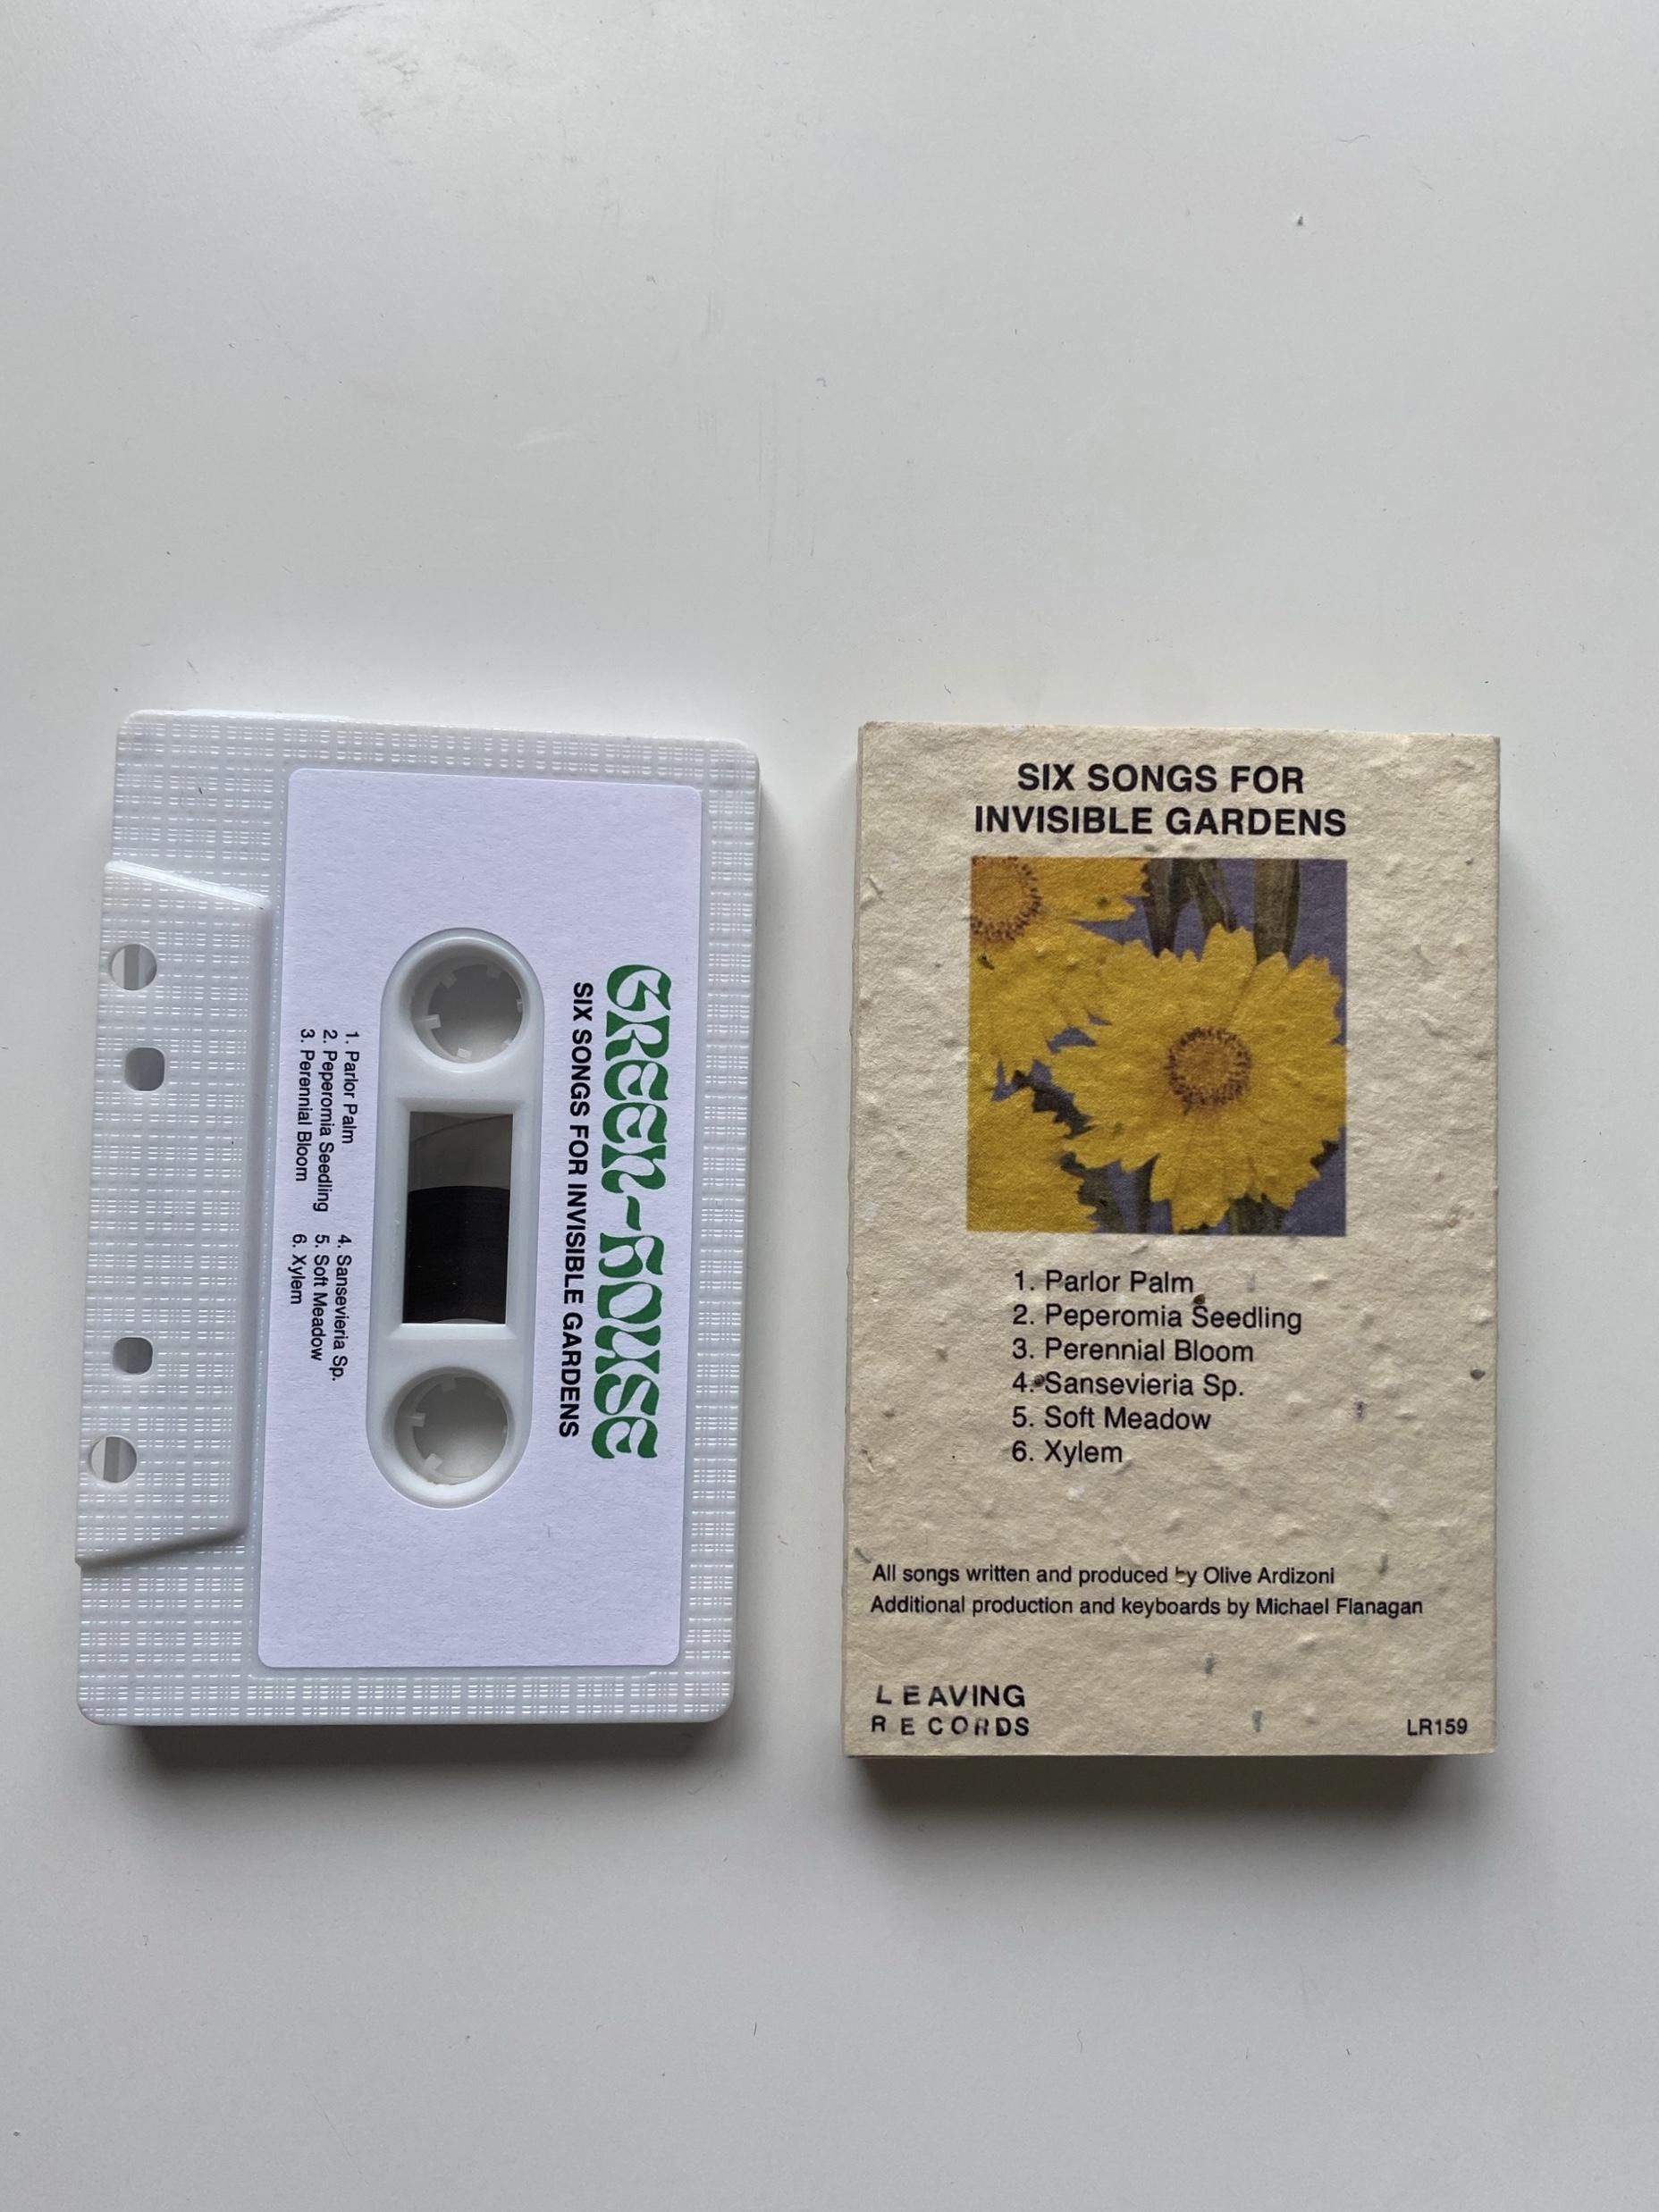 GREEN-HOUSE
SIX SONGS FOR INVISIBLE GARDENS
1. Parlor Palm
2. Peperomia Seedling
3. Perennial Bloom
4. Sansevieria Sp.
5. Soft Meadow
6. Xylem
SIX SONGS FOR
INVISIBLE GARDENS
1. Parlor Palm
2. Peperomia Seedling
3. Perennial Bloom
4. Sansevieria Sp.
5. Soft Meadow
6. Xylem
All songs written and produced by Olive Ardizoni
Additional production and keyboards by Michael Flanagan
LEAVING
RECORDS
LR159